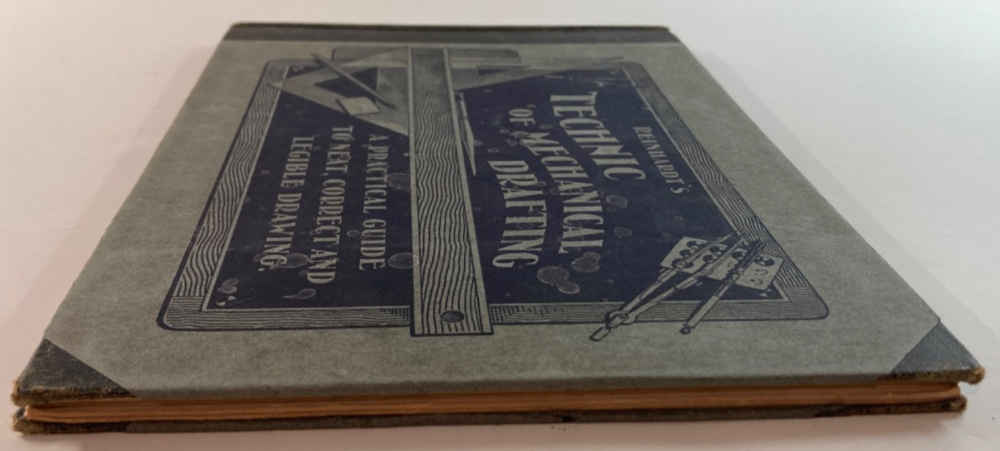 REINHARDT'S
TECHNIC
OF MECHANICAL
DRAFTING
A PRACTICAL GUIDE
TO NEAT, CORRECT AND
LEGIBLE DRAWING.